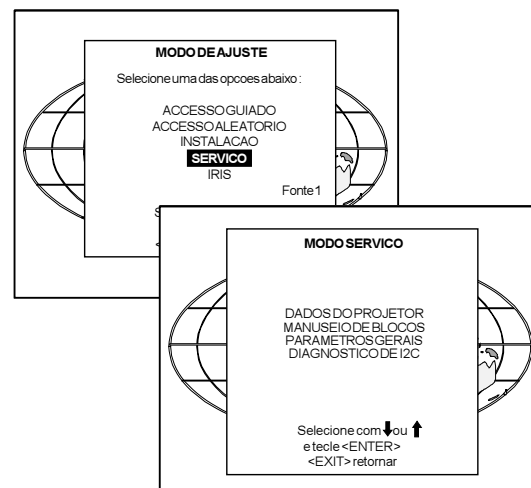 MODO DE AJUSTE
Selecione uma das opcoes abaixo :
ACCESSO GUIADO
ACCESSO ALEATORIO
INSTALACAO
SERVICO
IRIS
Fonte 1
S
<
MODO SERVICO
DADOS DO PROJETOR
MANUSEIO DE BLOCOS
PARAMETROS GERAIS
DIAGNOSTICO DE I2C
Selecione com ⬇ ou ⬆
e tecle <ENTER>
<EXIT> retornar